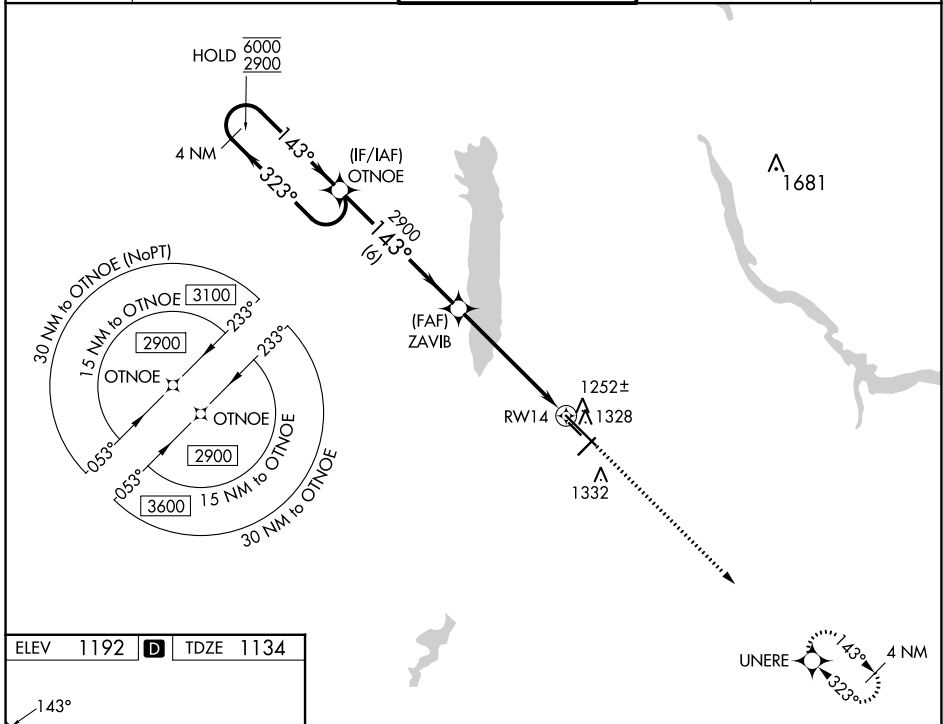 HOLD 6000
2900
4 NM
143°
323°
(IF/IAF)
OTNOE
2900
143°
(6)
(FAF)
ZAVIB
1681
30 NM to OTNOE (NoPT)
15 NM to OTNOE
3100
2900
OTNOE
233°
053°
233°
053°
OTNOE
2900
15 NM to OTNOE
3600
30 NM to OTNOE
RW14
1252±
1328
1332
ELEV 1192 D TDZE 1134
143°
UNERE
143°
323°
4 NM